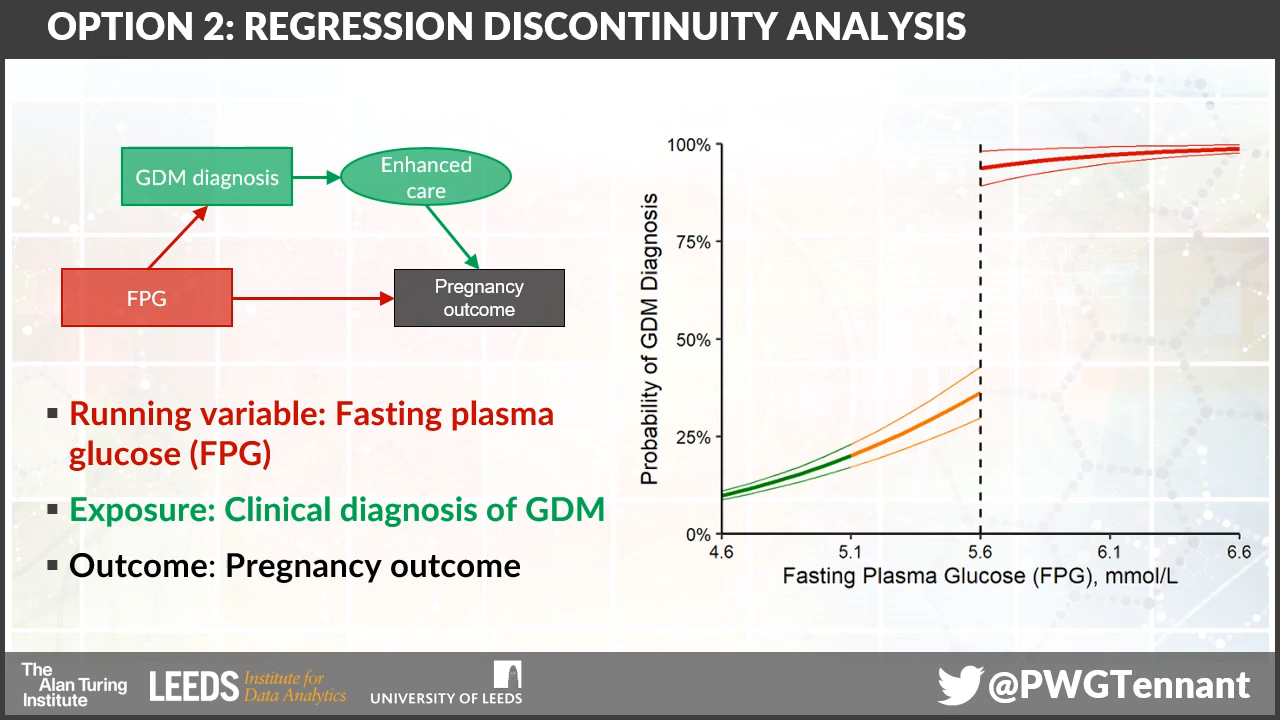 OPTION 2: REGRESSION DISCONTINUITY ANALYSIS
GDM diagnosis
Enhanced
care
FPG
Pregnancy
outcome
▪ Running variable: Fasting plasma
glucose (FPG)
▪ Exposure: Clinical diagnosis of GDM
▪ Outcome: Pregnancy outcome
Probability of GDM Diagnosis
100%
75%
50%
25%
0%
4.6 5.1 5.6 6.1 6.6
Fasting Plasma Glucose (FPG), mmol/L
The
Alan Turing
Institute
LEEDS Institute for
Data Analytics
UNIVERSITY OF LEEDS
@PWGTennant